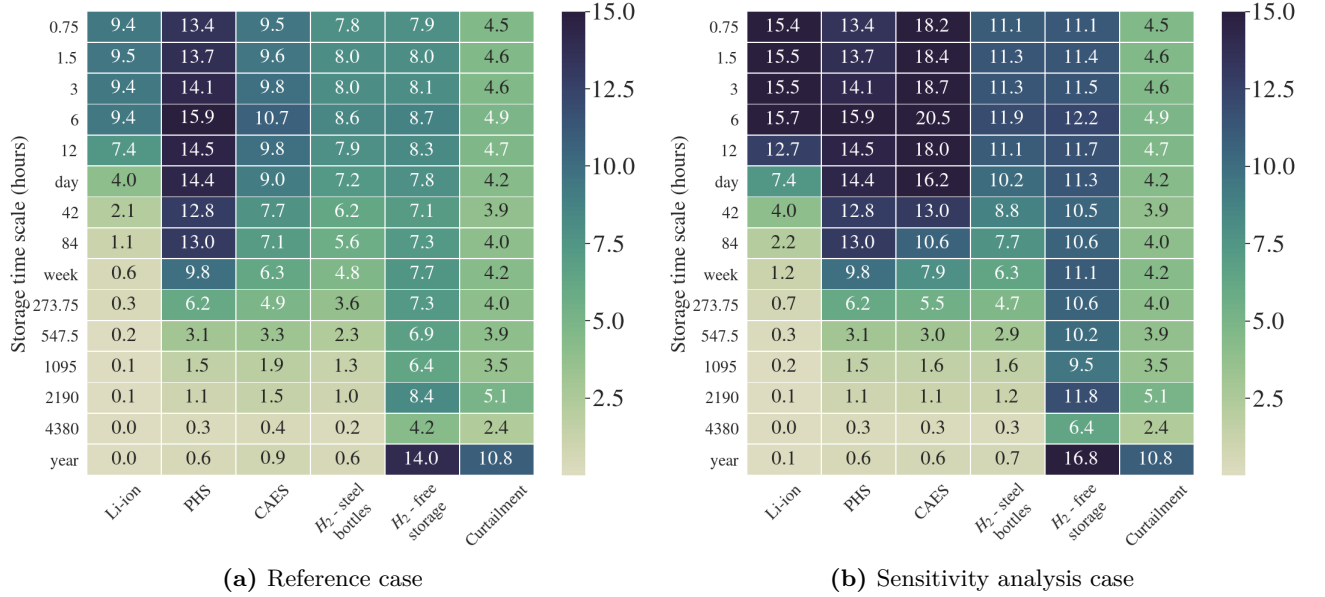 0.75 9.4 13.4 9.5 7.8 7.9 4.5
1.5 9.5 13.7 9.6 8.0 8.0 4.6
3 9.4 14.1 9.8 8.0 8.1 4.6
6 9.4 15.9 10.7 8.6 8.7 4.9
12 7.4 14.5 9.8 7.9 8.3 4.7
day 4.0 14.4 9.0 7.2 7.8 4.2
42 2.1 12.8 7.7 6.2 7.1 3.9
84 1.1 13.0 7.1 5.6 7.3 4.0
week 0.6 9.8 6.3 4.8 7.7 4.2
273.75 0.3 6.2 4.9 3.6 7.3 4.0
547.5 0.2 3.1 3.3 2.3 6.9 3.9
1095 0.1 1.5 1.9 1.3 6.4 3.5
2190 0.1 1.1 1.5 1.0 8.4 5.1
4380 0.0 0.3 0.4 0.2 4.2 2.4
year 0.0 0.6 0.9 0.6 14.0 10.8
Storage time scale (hours)
Li-ion
PHS
CAES
H2 - steel
bottles
H2 - free
storage
Curtailment
15.0
12.5
10.0
7.5
5.0
2.5
(a) Reference case
0.75 15.4 13.4 18.2 11.1 11.1 4.5
1.5 15.5 13.7 18.4 11.3 11.4 4.6
3 15.5 14.1 18.7 11.3 11.5 4.6
6 15.7 15.9 20.5 11.9 12.2 4.9
12 12.7 14.5 18.0 11.1 11.7 4.7
day 7.4 14.4 16.2 10.2 11.3 4.2
42 4.0 12.8 13.0 8.8 10.5 3.9
84 2.2 13.0 10.6 7.7 10.6 4.0
week 1.2 9.8 7.9 6.3 11.1 4.2
273.75 0.7 6.2 5.5 4.7 10.6 4.0
547.5 0.3 3.1 3.0 2.9 10.2 3.9
1095 0.2 1.5 1.6 1.6 9.5 3.5
2190 0.1 1.1 1.1 1.2 11.8 5.1
4380 0.0 0.3 0.3 0.3 6.4 2.4
year 0.1 0.6 0.6 0.7 16.8 10.8
Storage time scale (hours)
Li-ion
PHS
CAES
H2 - steel
bottles
H2 - free
storage
Curtailment
15.0
12.5
10.0
7.5
5.0
2.5
(b) Sensitivity analysis case